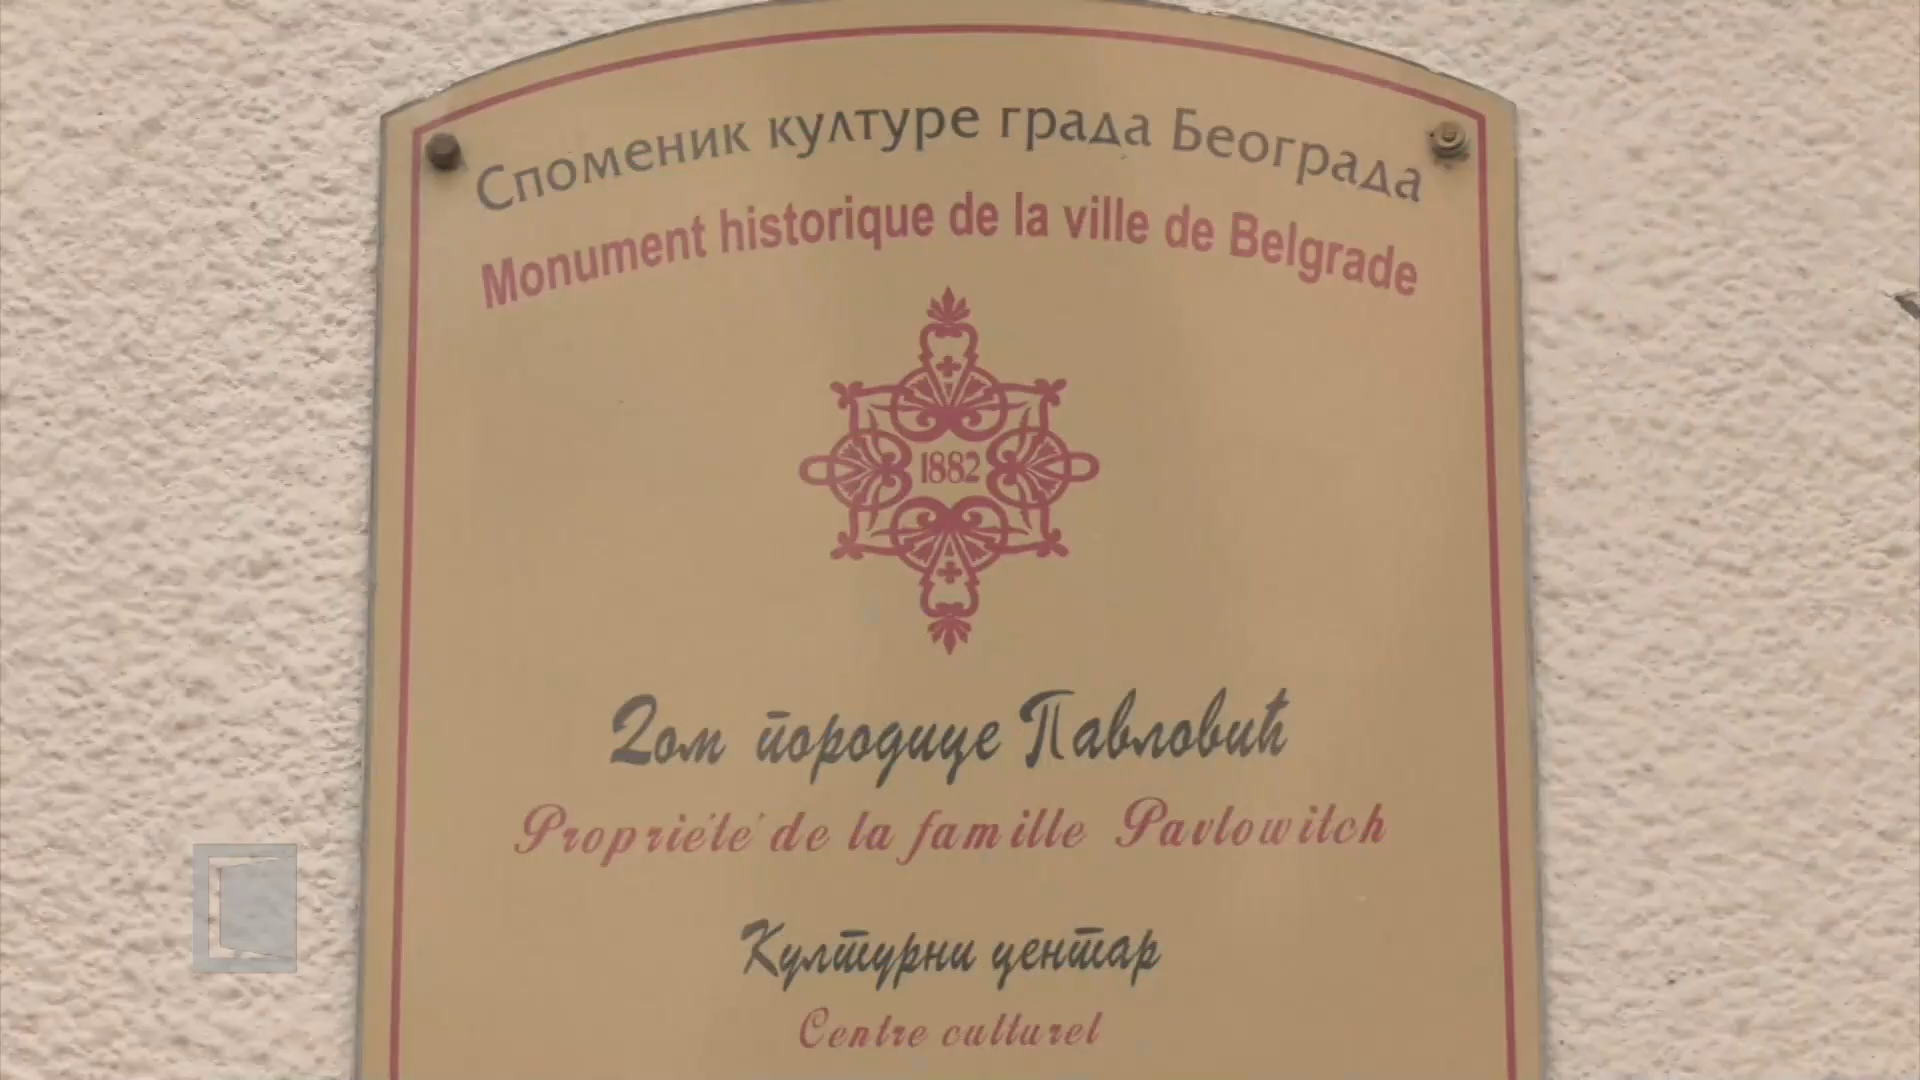 Споменик културе града Београда
Monument historique de la ville de Belgrade
1882
Дом породице Павловић
Propriété de la famille Pavlowitch
Културни центар
Centre culturel